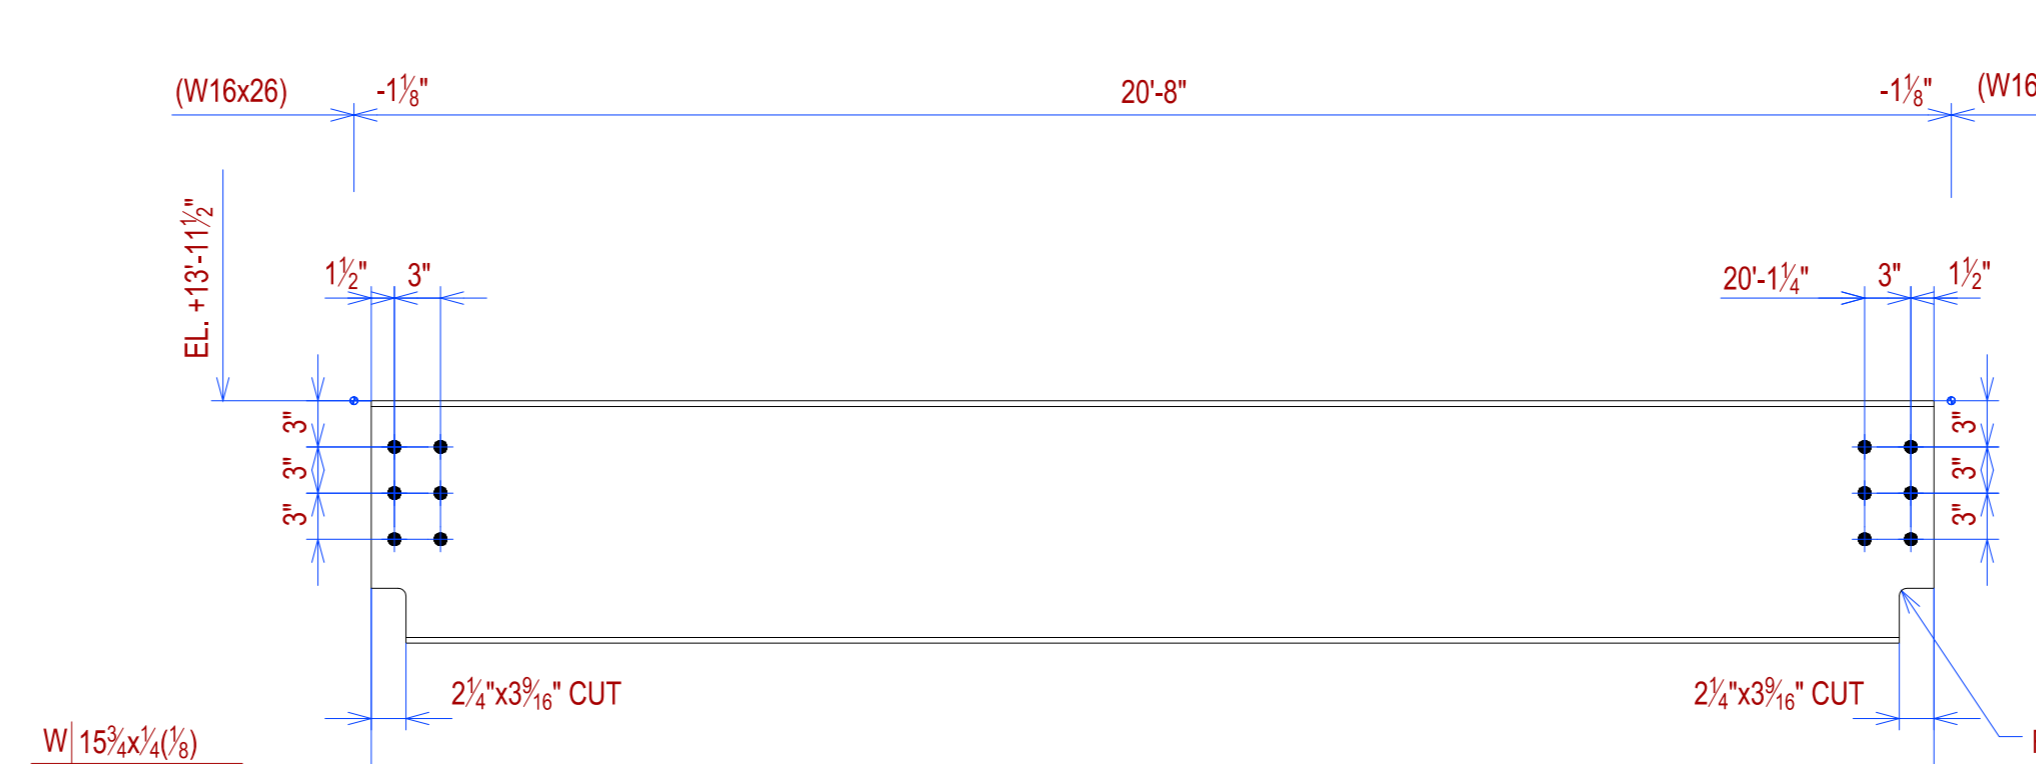 (W16x26) -1⅛" 20'-8" -1⅛" (W16
EL. +13'-11½"
1½" 3" 20'-1¼" 3" 1½"
3" 3"
3" 3"
3" 3"
2¼"x3⁹⁄₁₆" CUT 2¼"x3⁹⁄₁₆" CUT
W 15¾x¼(⅛)